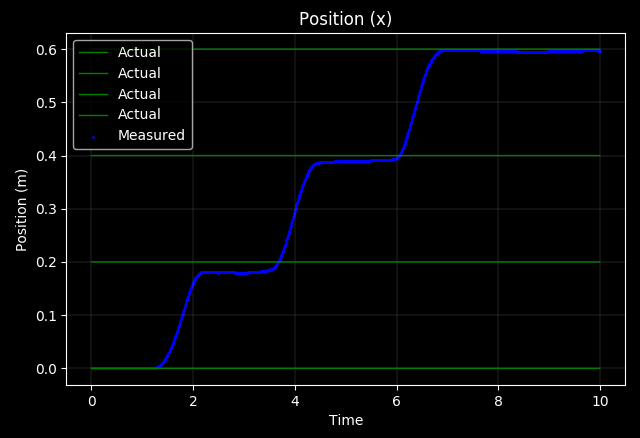 Position (x)
Actual
Actual
Actual
Actual
Measured
Position (m)
0.6
0.5
0.4
0.3
0.2
0.1
0.0
0 2 4 6 8 10
Time